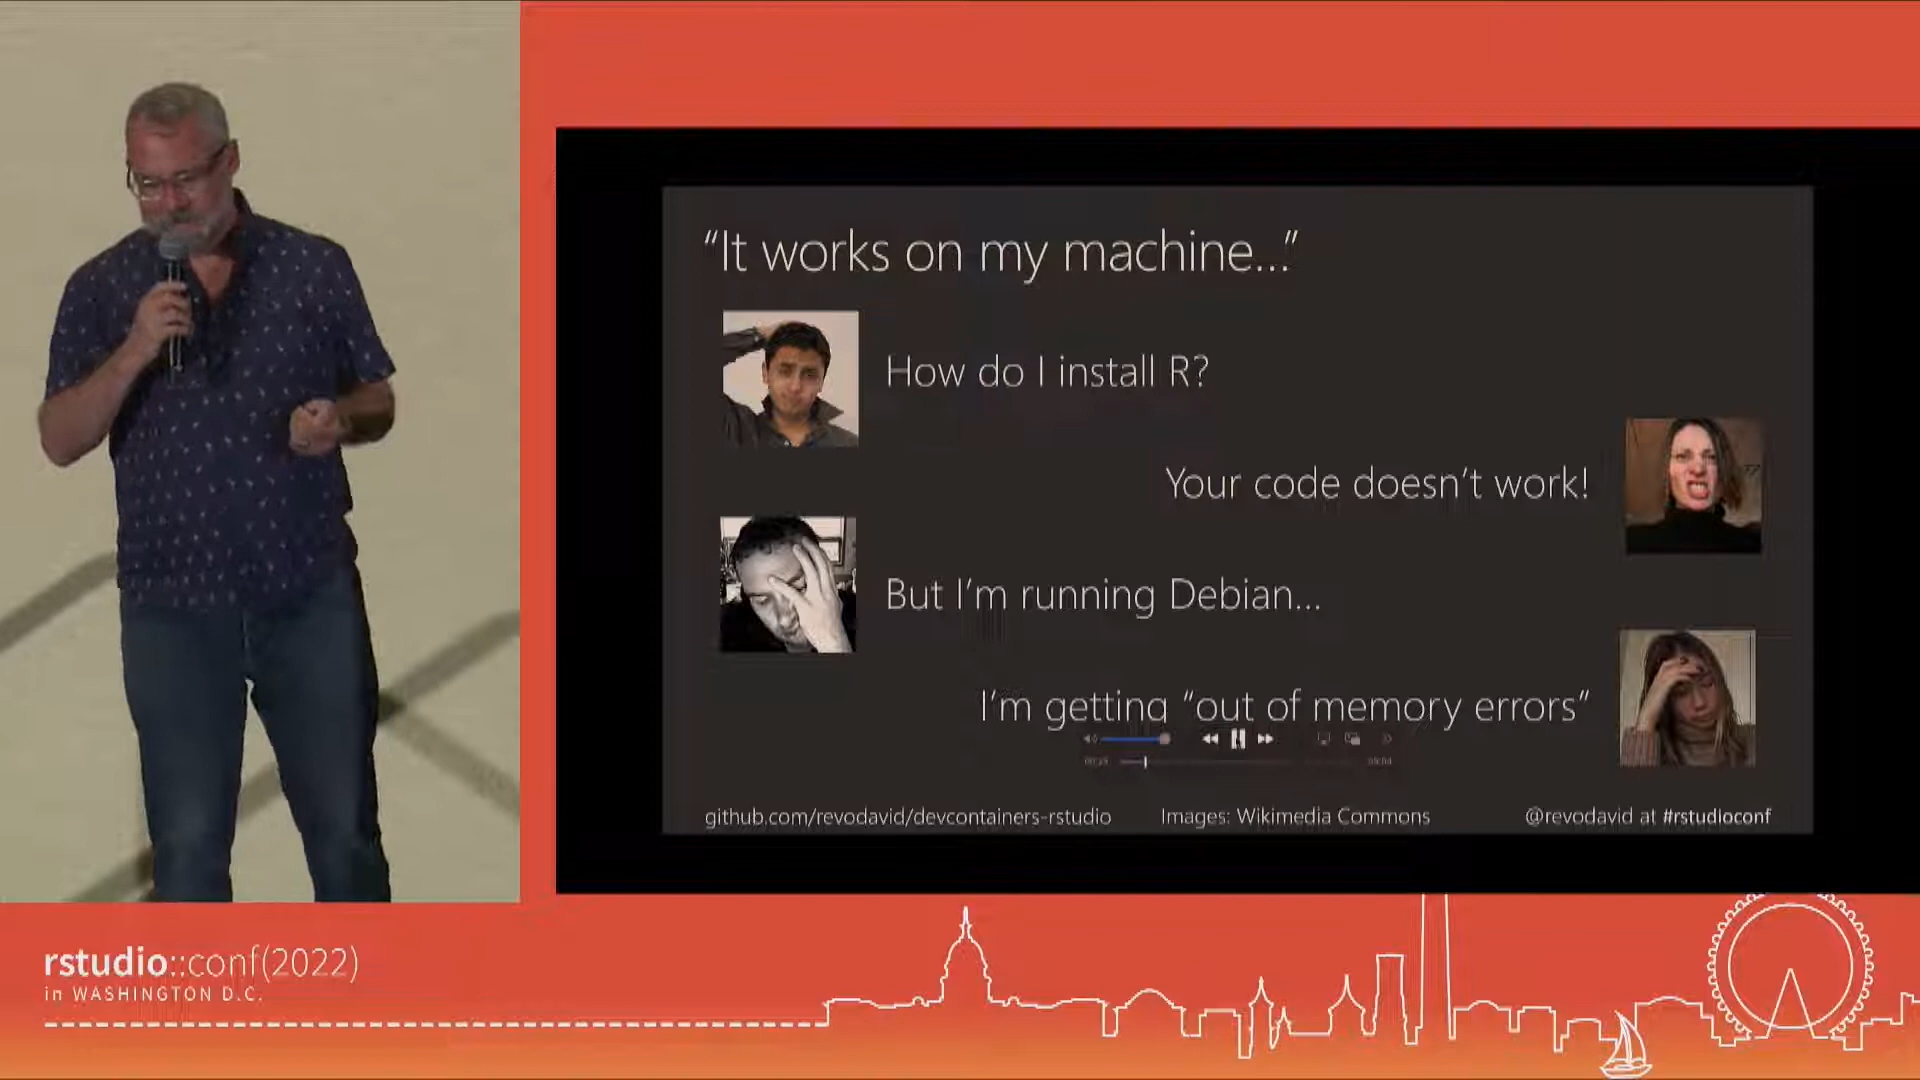 “It works on my machine...”
How do I install R?
Your code doesn’t work!
But I’m running Debian...
I’m getting “out of memory errors”
github.com/revodavid/devcontainers-rstudio
Images: Wikimedia Commons
@revodavid at #rstudioconf
rstudio::conf(2022)
in WASHINGTON D.C.